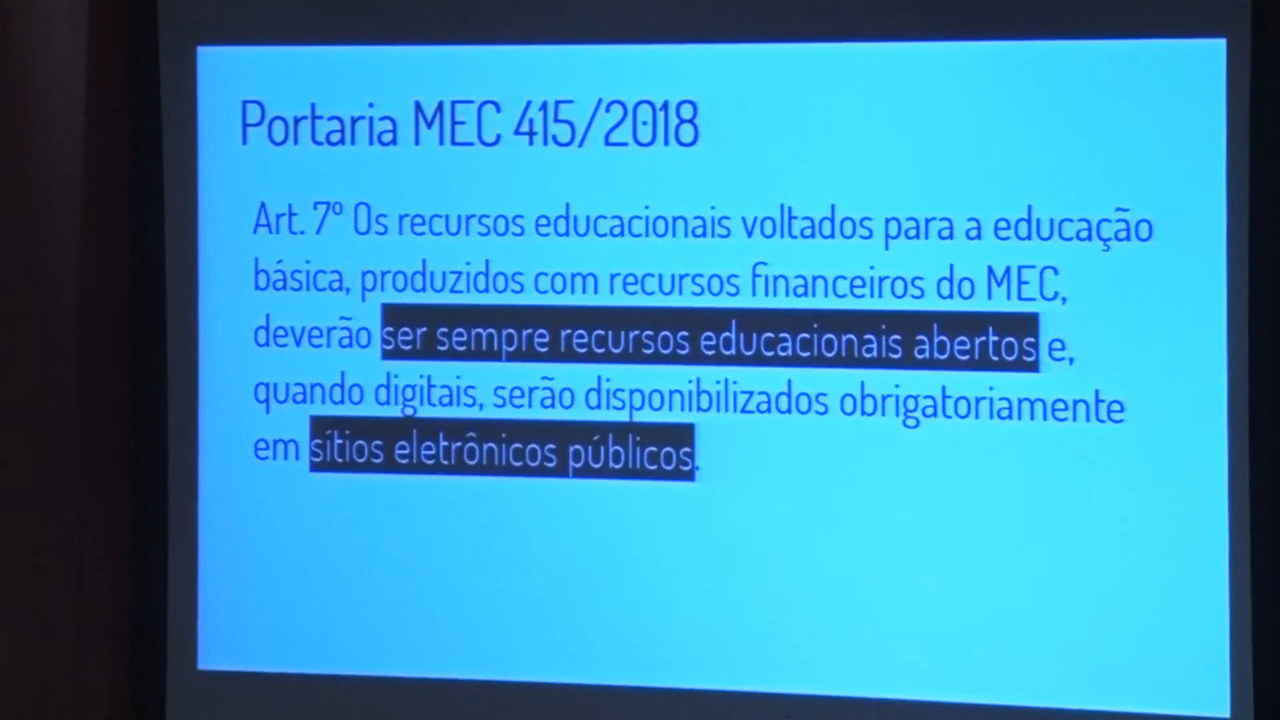 Portaria MEC 415/2018
Art. 7º Os recursos educacionais voltados para a educação
básica, produzidos com recursos financeiros do MEC,
deverão ser sempre recursos educacionais abertos e,
quando digitais, serão disponibilizados obrigatoriamente
em sítios eletrônicos públicos.